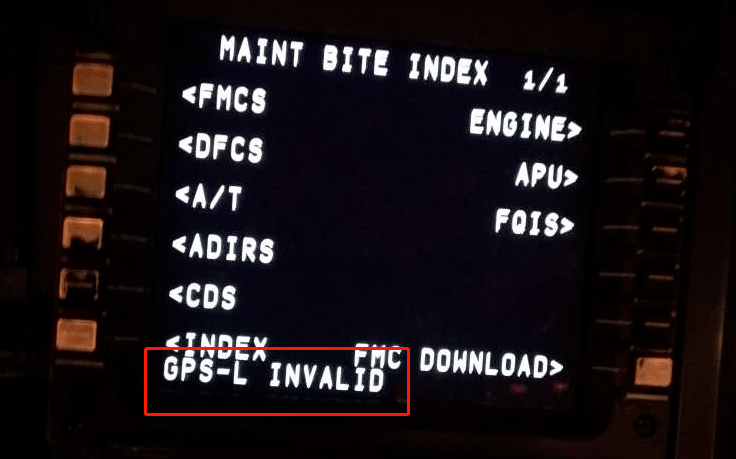 MAINT BITE INDEX 1/1
<FMCS
ENGINE>
<DFCS
APU>
<A/T
FQIS>
<ADIRS
<CDS
<INDEX FMC DOWNLOAD>
GPS-L INVALID